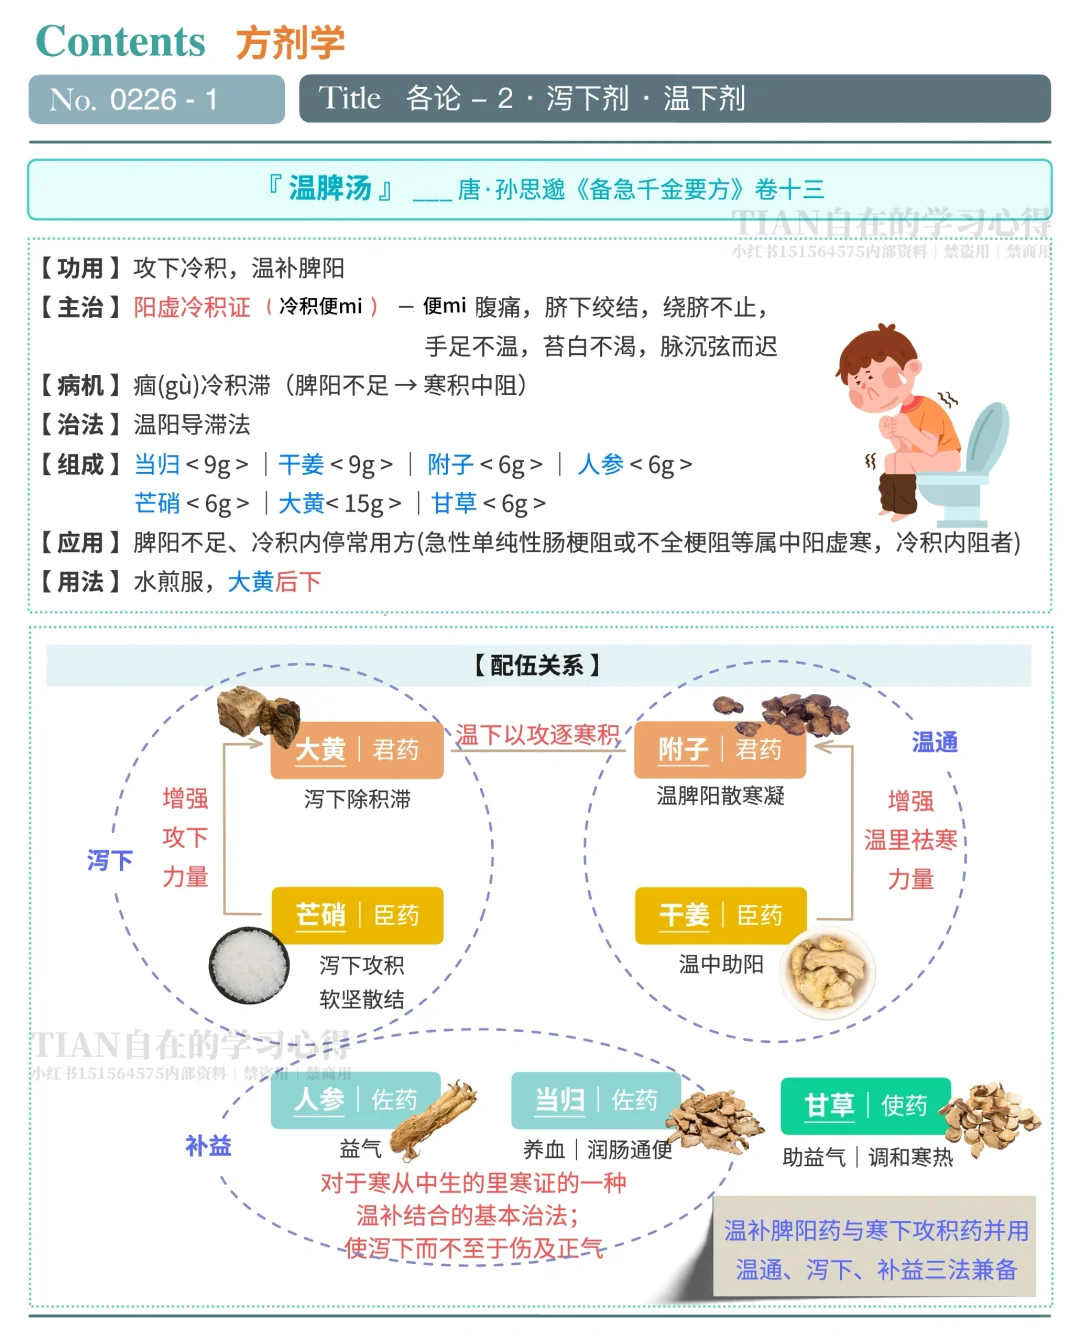 Contents 方剂学
No. 0226 - 1
Title 各论 - 2 · 泻下剂 · 温下剂
『 温脾汤 』 ___ 唐·孙思邈《备急千金要方》卷十三
TIAN自在的学习心得
小红书151564575内部资料｜禁盗用｜禁商用
【 功用 】攻下冷积，温补脾阳
【 主治 】阳虚冷积证（ 冷积便mi ） – 便mi 腹痛，脐下绞结，绕脐不止，
手足不温，苔白不渴，脉沉弦而迟
【 病机 】痼(gù)冷积滞（脾阳不足 → 寒积中阻）
【 治法 】温阳导滞法
【 组成 】当归 < 9g > ｜干姜 < 9g > ｜ 附子 < 6g > ｜ 人参 < 6g >
芒硝 < 6g > ｜大黄< 15g > ｜甘草 < 6g >
【 应用 】脾阳不足、冷积内停常用方(急性单纯性肠梗阻或不全梗阻等属中阳虚寒，冷积内阻者)
【 用法 】水煎服，大黄后下
【 配伍关系 】
大黄｜君药
温下以攻逐寒积
附子｜君药
温通
泻下除积滞
温脾阳散寒凝
增强
攻下
力量
增强
温里祛寒
力量
泻下
芒硝｜臣药
干姜｜臣药
泻下攻积
软坚散结
温中助阳
TIAN自在的学习心得
小红书151564575内部资料｜禁盗用｜禁商用
人参｜佐药
当归｜佐药
甘草｜使药
补益
益气
养血｜润肠通便
助益气｜调和寒热
对于寒从中生的里寒证的一种
温补结合的基本治法；
使泻下而不至于伤及正气
温补脾阳药与寒下攻积药并用
温通、泻下、补益三法兼备